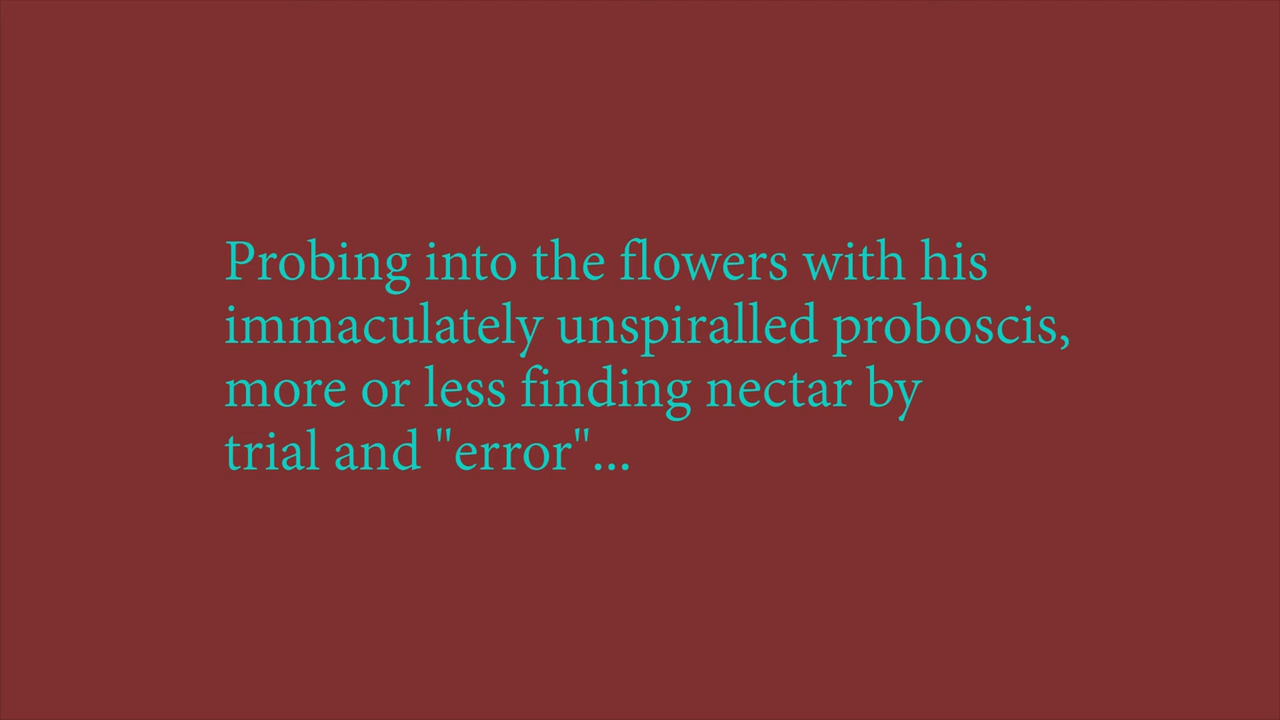 Probing into the flowers with his
immaculately unspiralled proboscis,
more or less finding nectar by
trial and "error"...